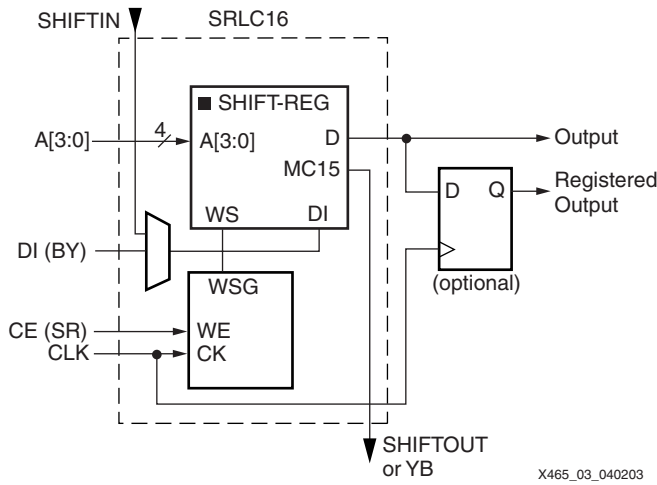 SHIFTIN
SRLC16
SHIFT-REG
A[3:0]
4
A[3:0]
D
Output
MC15
D
Q
Registered
Output
WS
DI
DI (BY)
(optional)
WSG
CE (SR)
WE
CLK
CK
SHIFTOUT
or YB
X465_03_040203